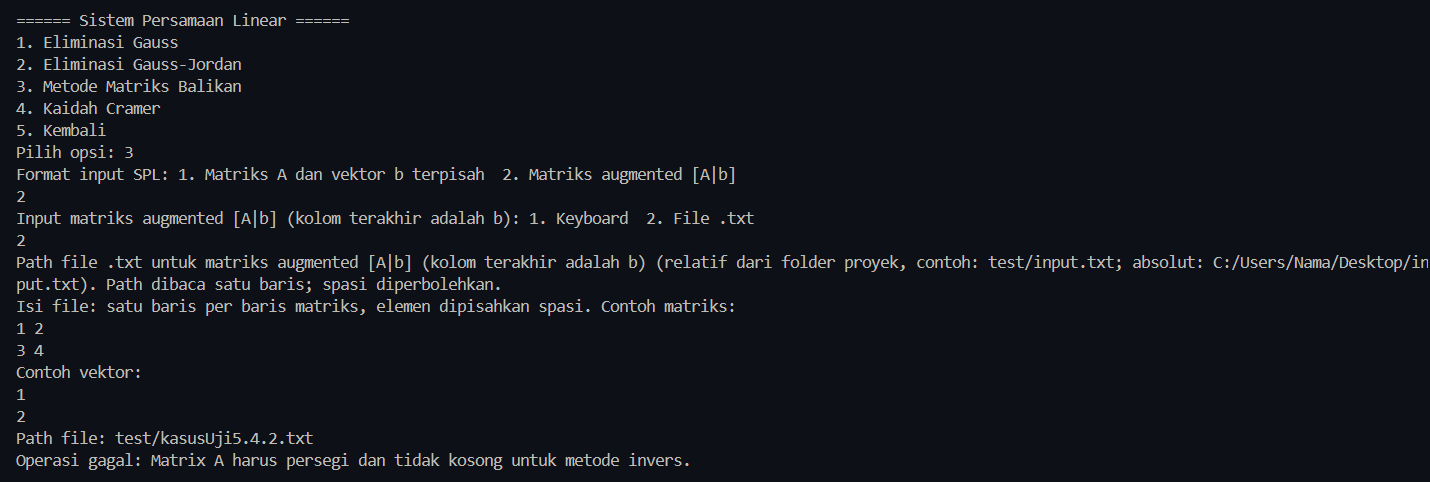 ====== Sistem Persamaan Linear ======
1. Eliminasi Gauss
2. Eliminasi Gauss-Jordan
3. Metode Matriks Balikan
4. Kaidah Cramer
5. Kembali
Pilih opsi: 3
Format input SPL: 1. Matriks A dan vektor b terpisah  2. Matriks augmented [A|b]
2
Input matriks augmented [A|b] (kolom terakhir adalah b): 1. Keyboard  2. File .txt
2
Path file .txt untuk matriks augmented [A|b] (kolom terakhir adalah b) (relatif dari folder proyek, contoh: test/input.txt; absolut: C:/Users/Nama/Desktop/in
put.txt). Path dibaca satu baris; spasi diperbolehkan.
Isi file: satu baris per baris matriks, elemen dipisahkan spasi. Contoh matriks:
1 2
3 4
Contoh vektor:
1
2
Path file: test/kasusUji5.4.2.txt
Operasi gagal: Matrix A harus persegi dan tidak kosong untuk metode invers.